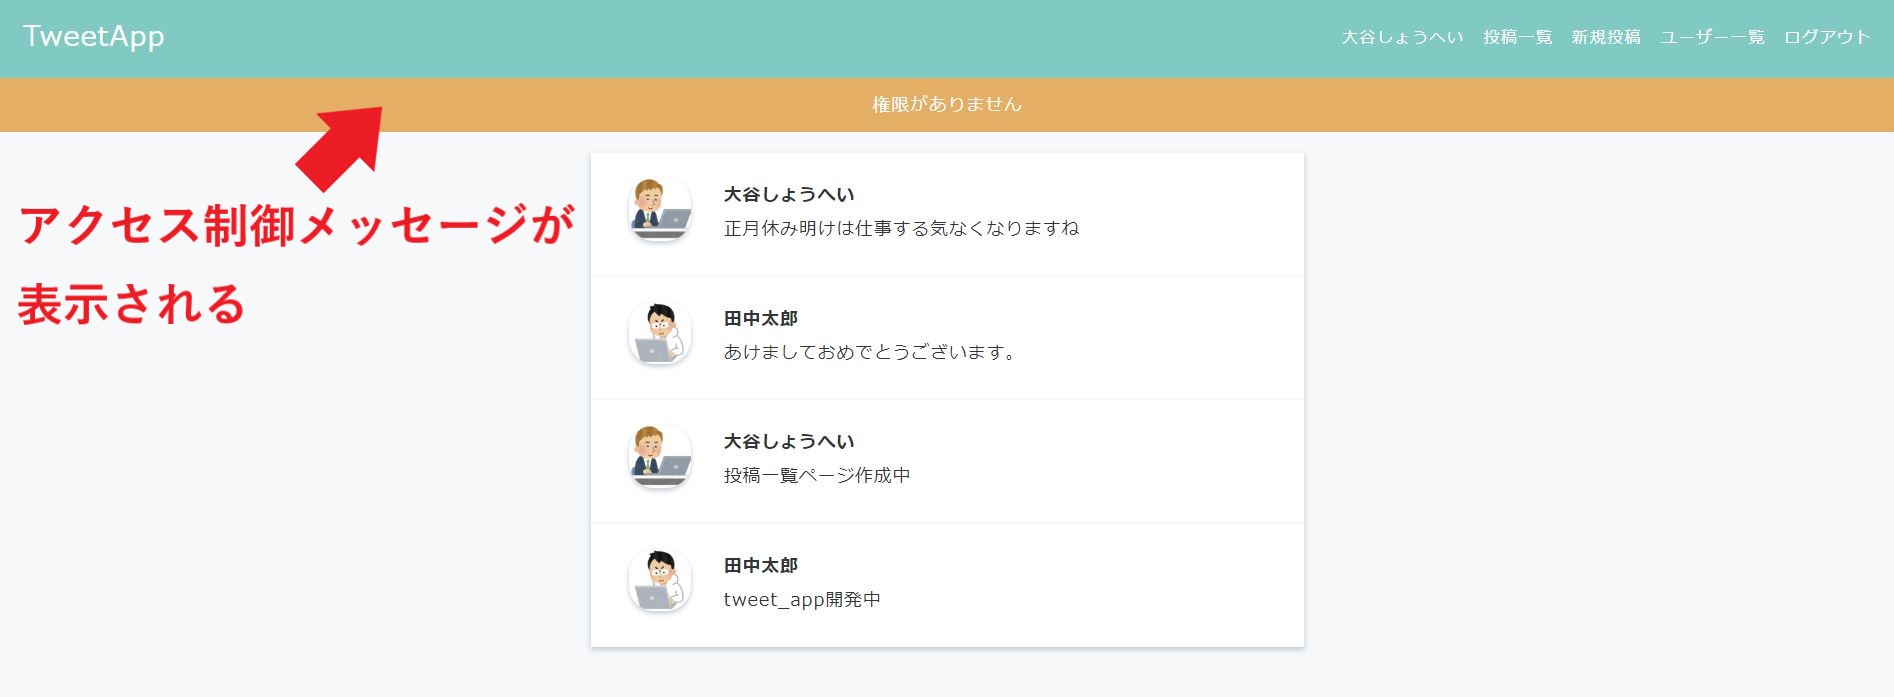 TweetApp
大谷しょうへい 投稿一覧 新規投稿 ユーザー一覧 ログアウト
権限がありません
アクセス制御メッセージが
表示される
大谷しょうへい
正月休み明けは仕事する気なくなりますね
田中太郎
あけましておめでとうございます。
大谷しょうへい
投稿一覧ページ作成中
田中太郎
tweet_app開発中